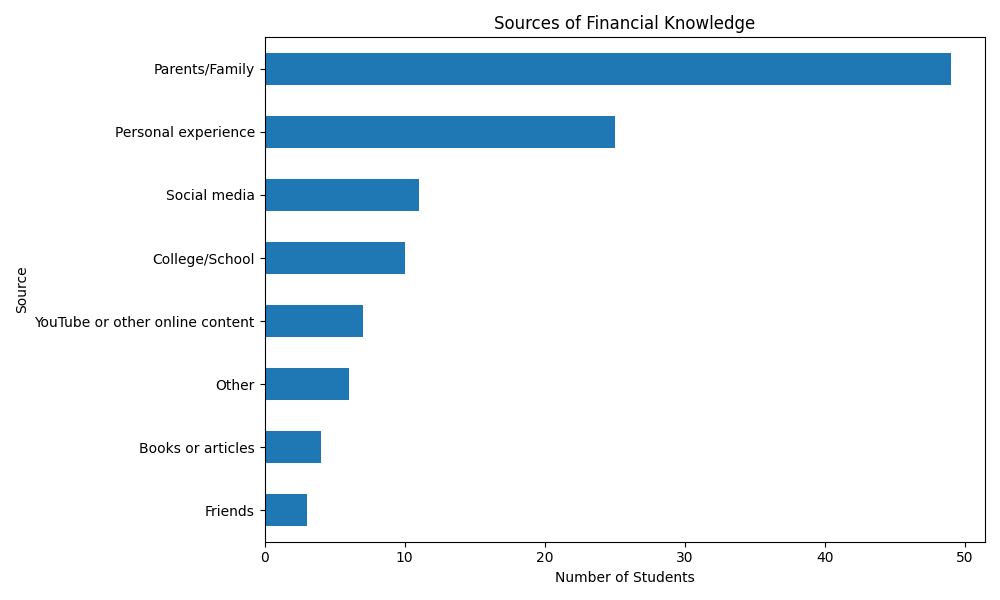 Sources of Financial Knowledge
Source
Parents/Family
Personal experience
Social media
College/School
YouTube or other online content
Other
Books or articles
Friends
0 10 20 30 40 50
Number of Students